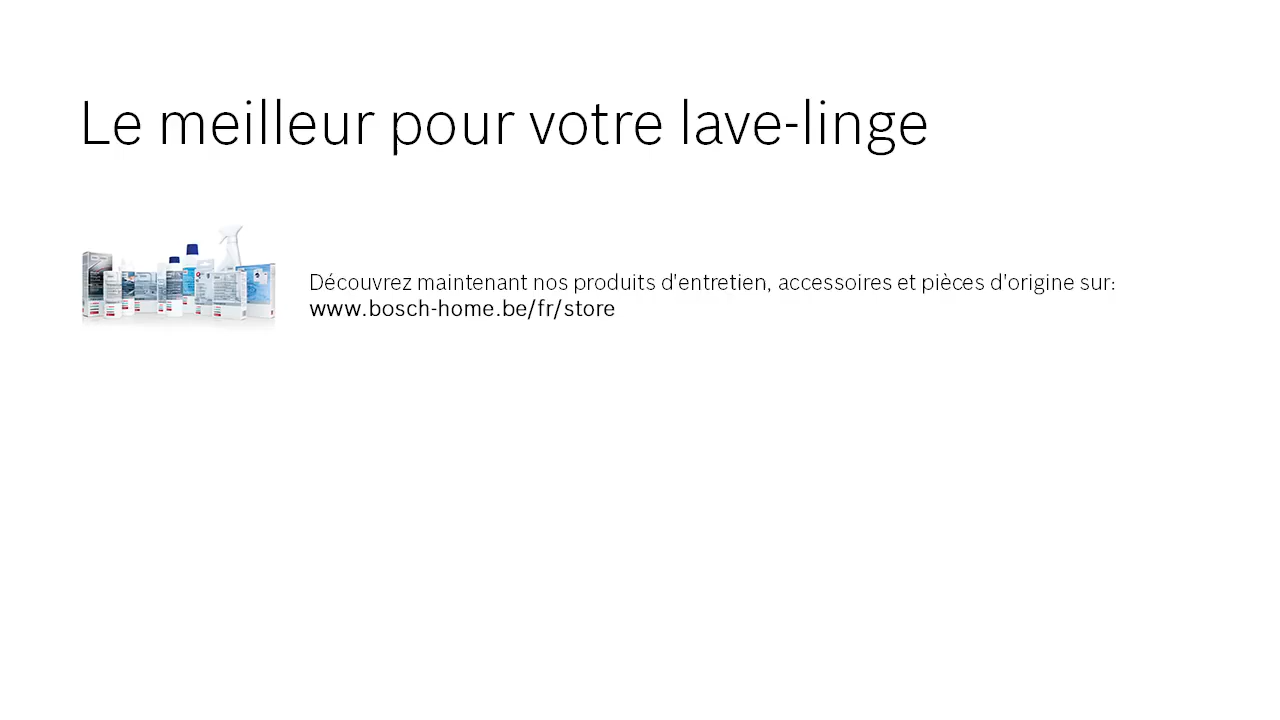 Le meilleur pour votre lave-linge
Découvrez maintenant nos produits d'entretien, accessoires et pièces d'origine sur:
www.bosch-home.be/fr/store